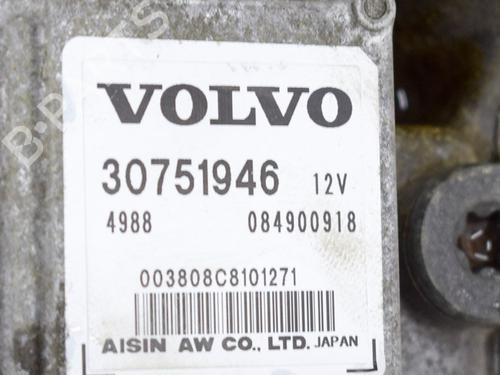 VOLVO
30751946 12V
4988 084900918
003808C8101271
AISIN AW CO., LTD. JAPAN